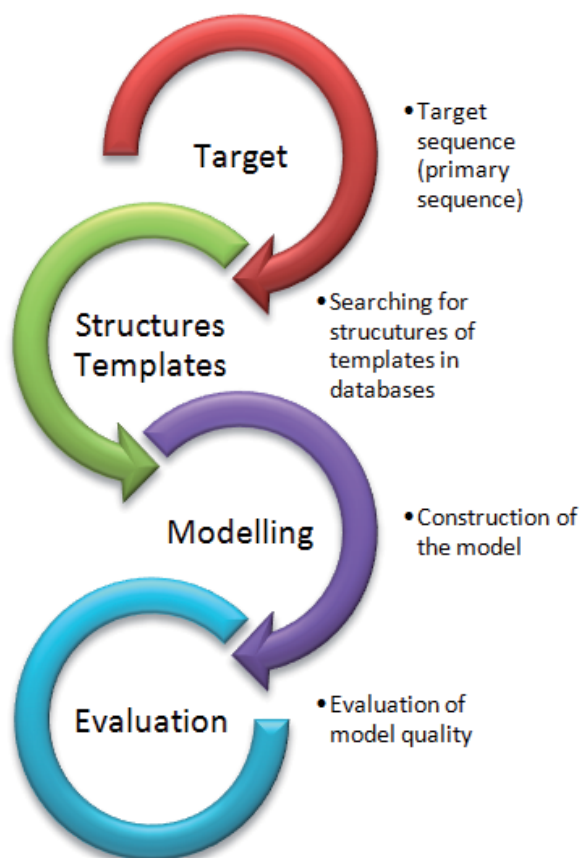 Target
•Target
sequence
(primary
sequence)
Structures
Templates
•Searching for
strucutures of
templates in
databases
Modelling
•Construction of
the model
Evaluation
•Evaluation of
model quality